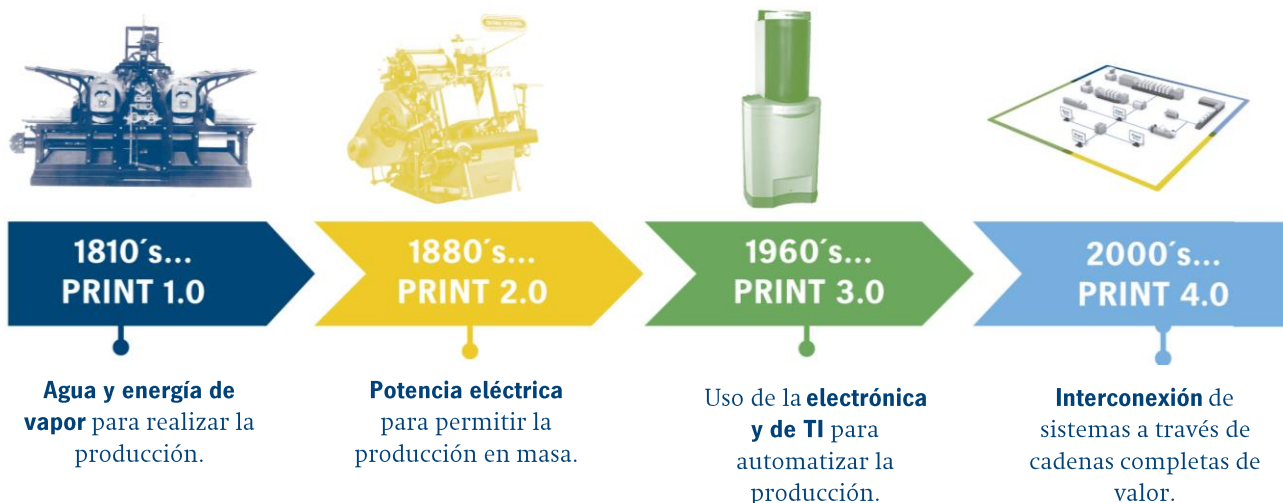 1810´s...
PRINT 1.0
Agua y energía de
vapor para realizar la
producción.
1880´s...
PRINT 2.0
Potencia eléctrica
para permitir la
producción en masa.
1960´s...
PRINT 3.0
Uso de la electrónica
y de TI para
automatizar la
producción.
2000´s...
PRINT 4.0
Interconexión de
sistemas a través de
cadenas completas de
valor.